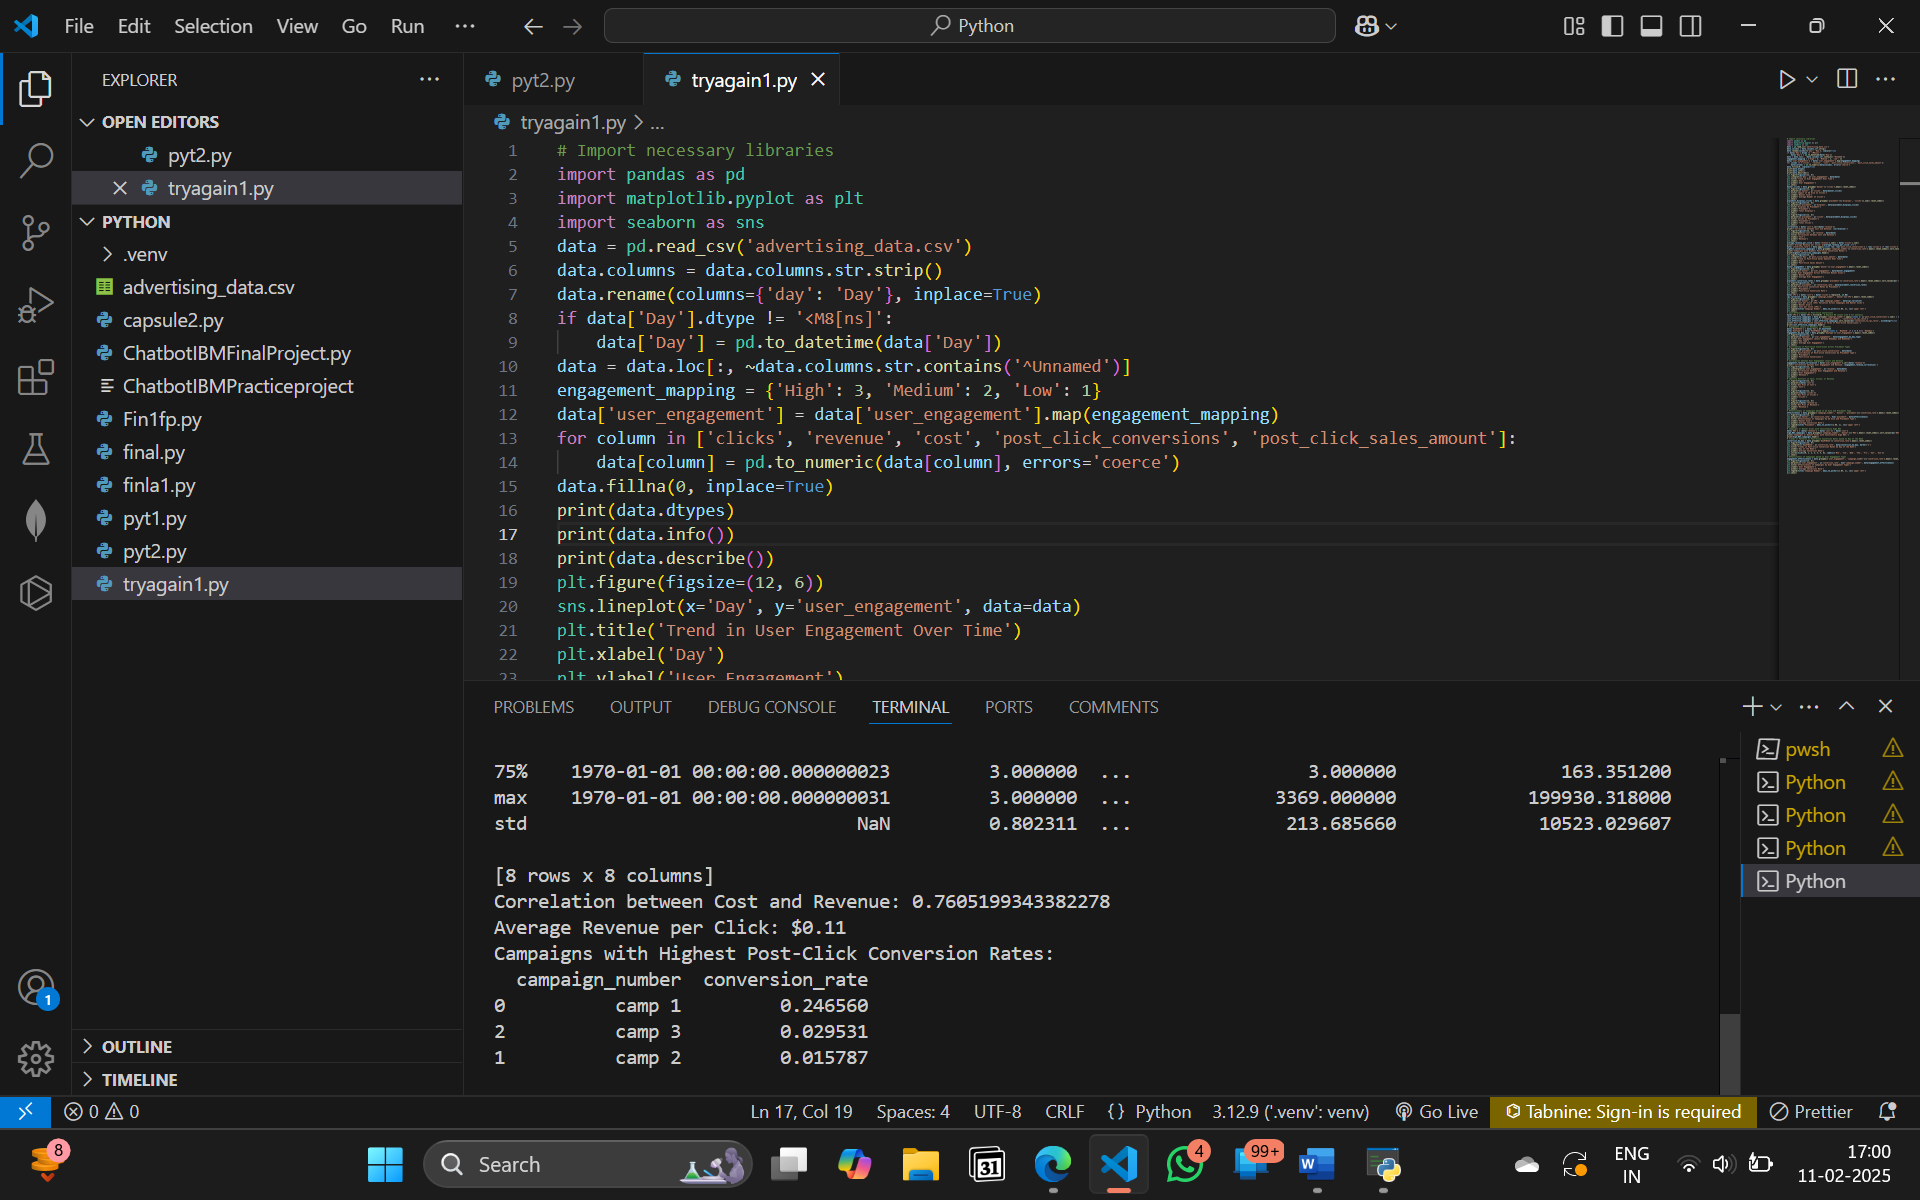 File Edit Selection View Go Run ...
Python
EXPLORER
OPEN EDITORS
pyt2.py
tryagain1.py
PYTHON
.venv
advertising_data.csv
capsule2.py
ChatbotIBMFinalProject.py
ChatbotIBMPracticeproject
Fin1fp.py
final.py
finla1.py
pyt1.py
pyt2.py
tryagain1.py
OUTLINE
TIMELINE
1
pyt2.py
tryagain1.py
tryagain1.py > ...
1 # Import necessary libraries
2 import pandas as pd
3 import matplotlib.pyplot as plt
4 import seaborn as sns
5 data = pd.read_csv('advertising_data.csv')
6 data.columns = data.columns.str.strip()
7 data.rename(columns={'day': 'Day'}, inplace=True)
8 if data['Day'].dtype != '<M8[ns]':
9     data['Day'] = pd.to_datetime(data['Day'])
10 data = data.loc[:, ~data.columns.str.contains('^Unnamed')]
11 engagement_mapping = {'High': 3, 'Medium': 2, 'Low': 1}
12 data['user_engagement'] = data['user_engagement'].map(engagement_mapping)
13 for column in ['clicks', 'revenue', 'cost', 'post_click_conversions', 'post_click_sales_amount']:
14     data[column] = pd.to_numeric(data[column], errors='coerce')
15 data.fillna(0, inplace=True)
16 print(data.dtypes)
17 print(data.info())
18 print(data.describe())
19 plt.figure(figsize=(12, 6))
20 sns.lineplot(x='Day', y='user_engagement', data=data)
21 plt.title('Trend in User Engagement Over Time')
22 plt.xlabel('Day')
23 plt.ylabel('User Engagement')
PROBLEMS OUTPUT DEBUG CONSOLE TERMINAL PORTS COMMENTS
75% 1970-01-01 00:00:00.000000023 3.000000 ... 3.000000 163.351200
max 1970-01-01 00:00:00.000000031 3.000000 ... 3369.000000 199930.318000
std NaN 0.802311 ... 213.685660 10523.029607
[8 rows x 8 columns]
Correlation between Cost and Revenue: 0.7605199343382278
Average Revenue per Click: $0.11
Campaigns with Highest Post-Click Conversion Rates:
campaign_number conversion_rate
0 camp 1 0.246560
2 camp 3 0.029531
1 camp 2 0.015787
pwsh
Python
Python
Python
Python
0 0
Ln 17, Col 19 Spaces: 4 UTF-8 CRLF {} Python 3.12.9 ('.venv': venv) Go Live Tabnine: Sign-in is required Prettier
8
Search
31
4
99+
W
ENG
IN
17:00
11-02-2025